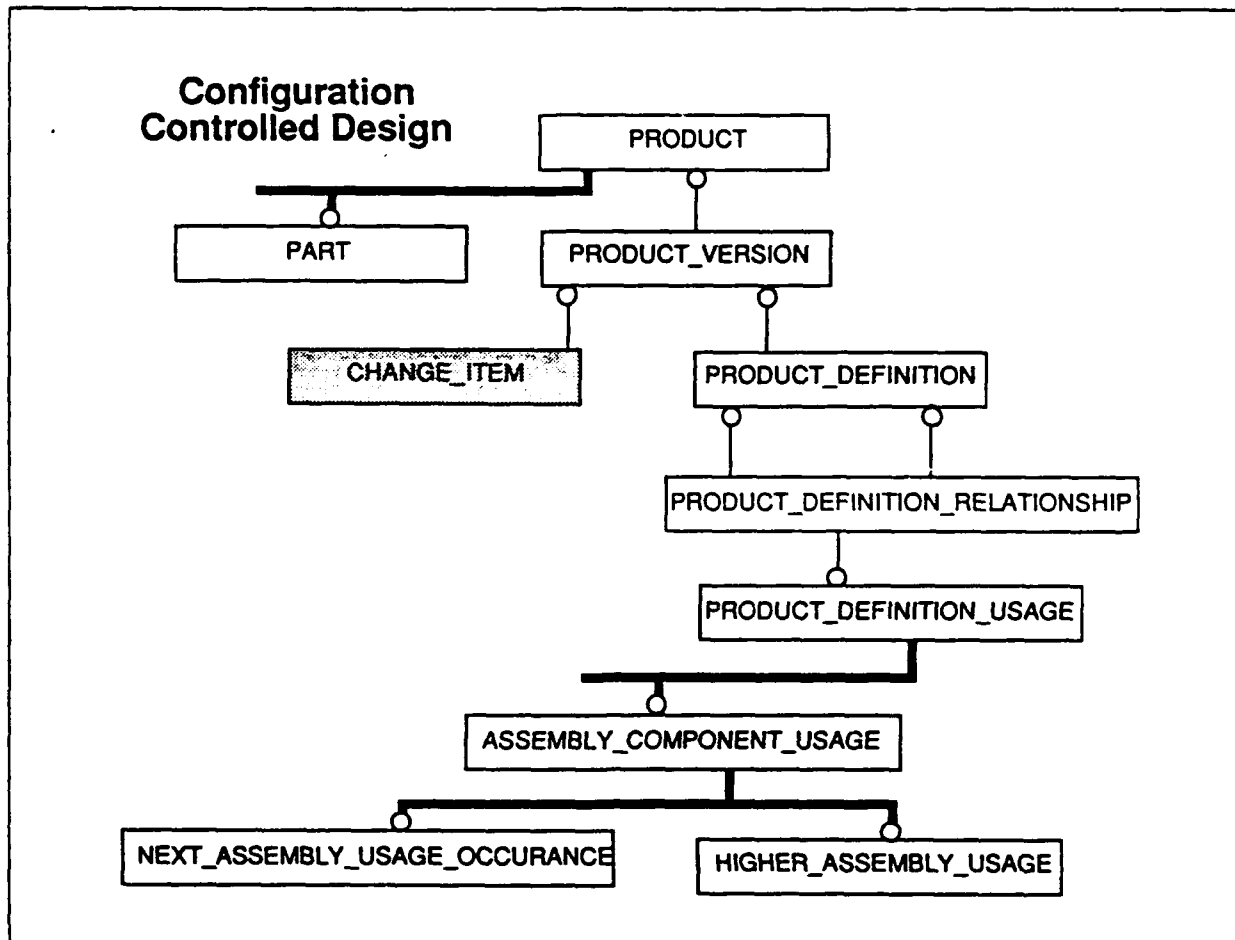 Configuration
Controlled Design
PRODUCT
PART
PRODUCT_VERSION
CHANGE_ITEM
PRODUCT_DEFINITION
PRODUCT_DEFINITION_RELATIONSHIP
PRODUCT_DEFINITION_USAGE
ASSEMBLY_COMPONENT_USAGE
NEXT_ASSEMBLY_USAGE_OCCURANCE
HIGHER_ASSEMBLY_USAGE